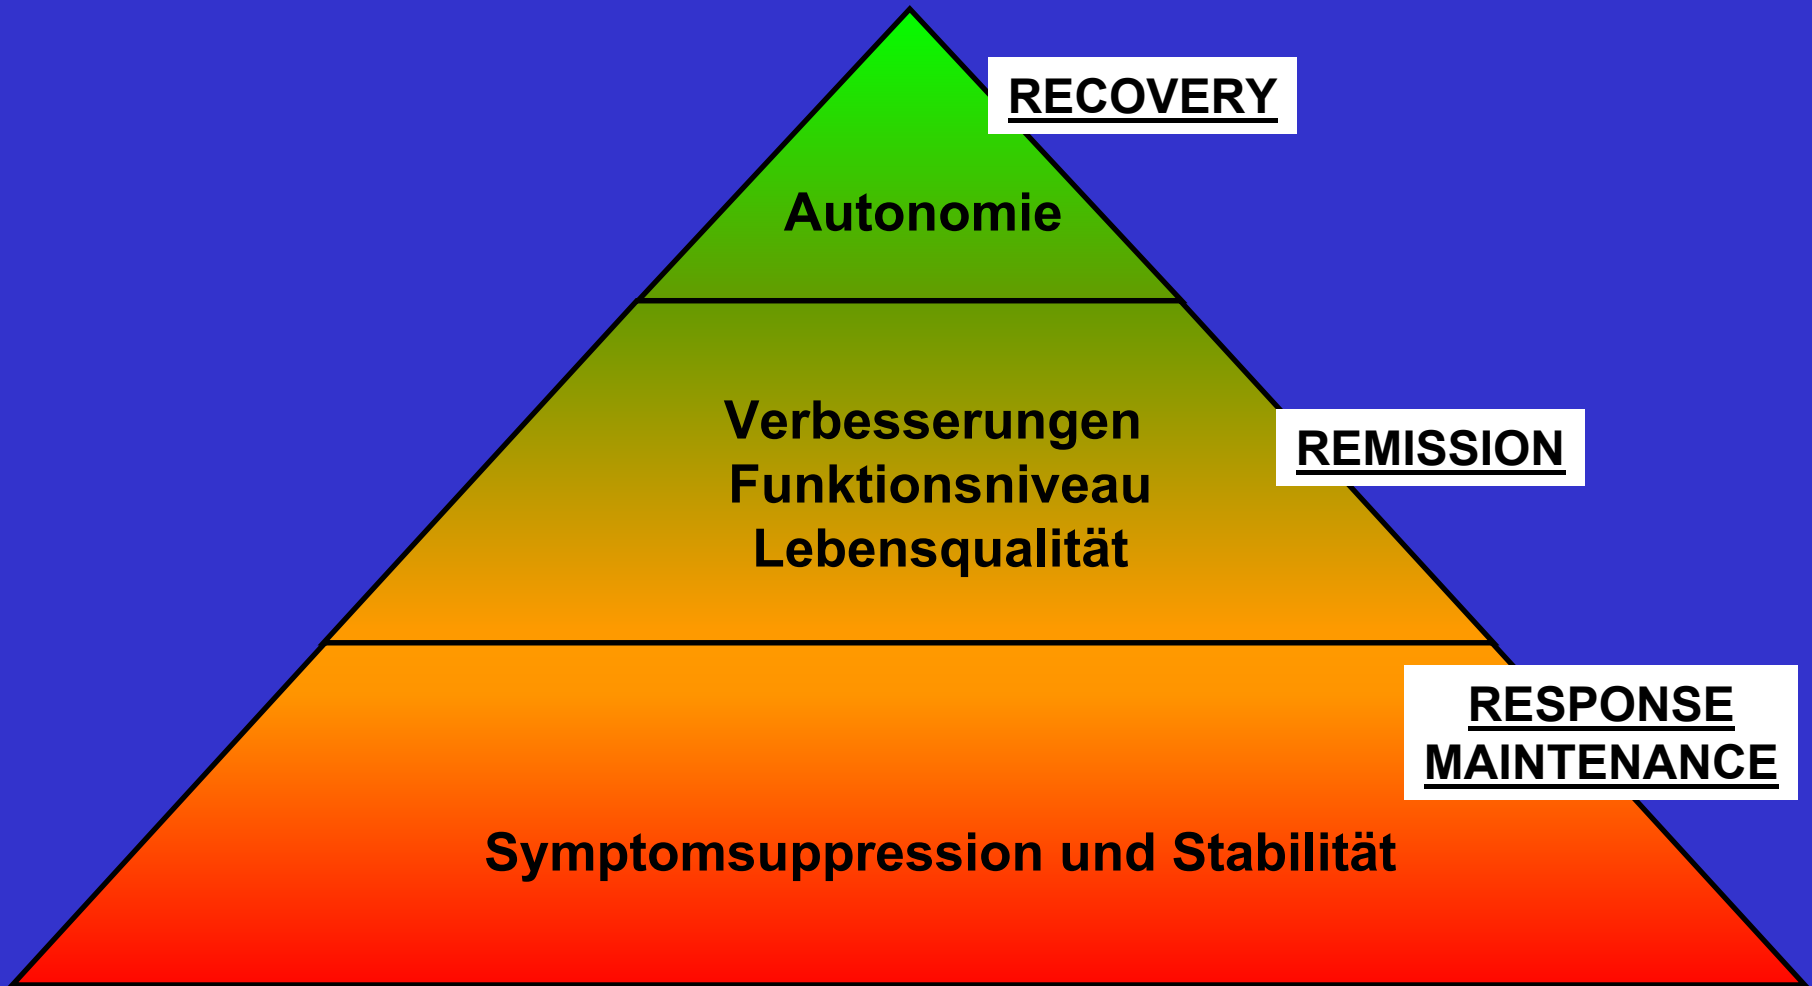 RECOVERY
Autonomie
Verbesserungen
Funktionsniveau
Lebensqualität
REMISSION
RESPONSE
MAINTENANCE
Symptomsuppression und Stabilität